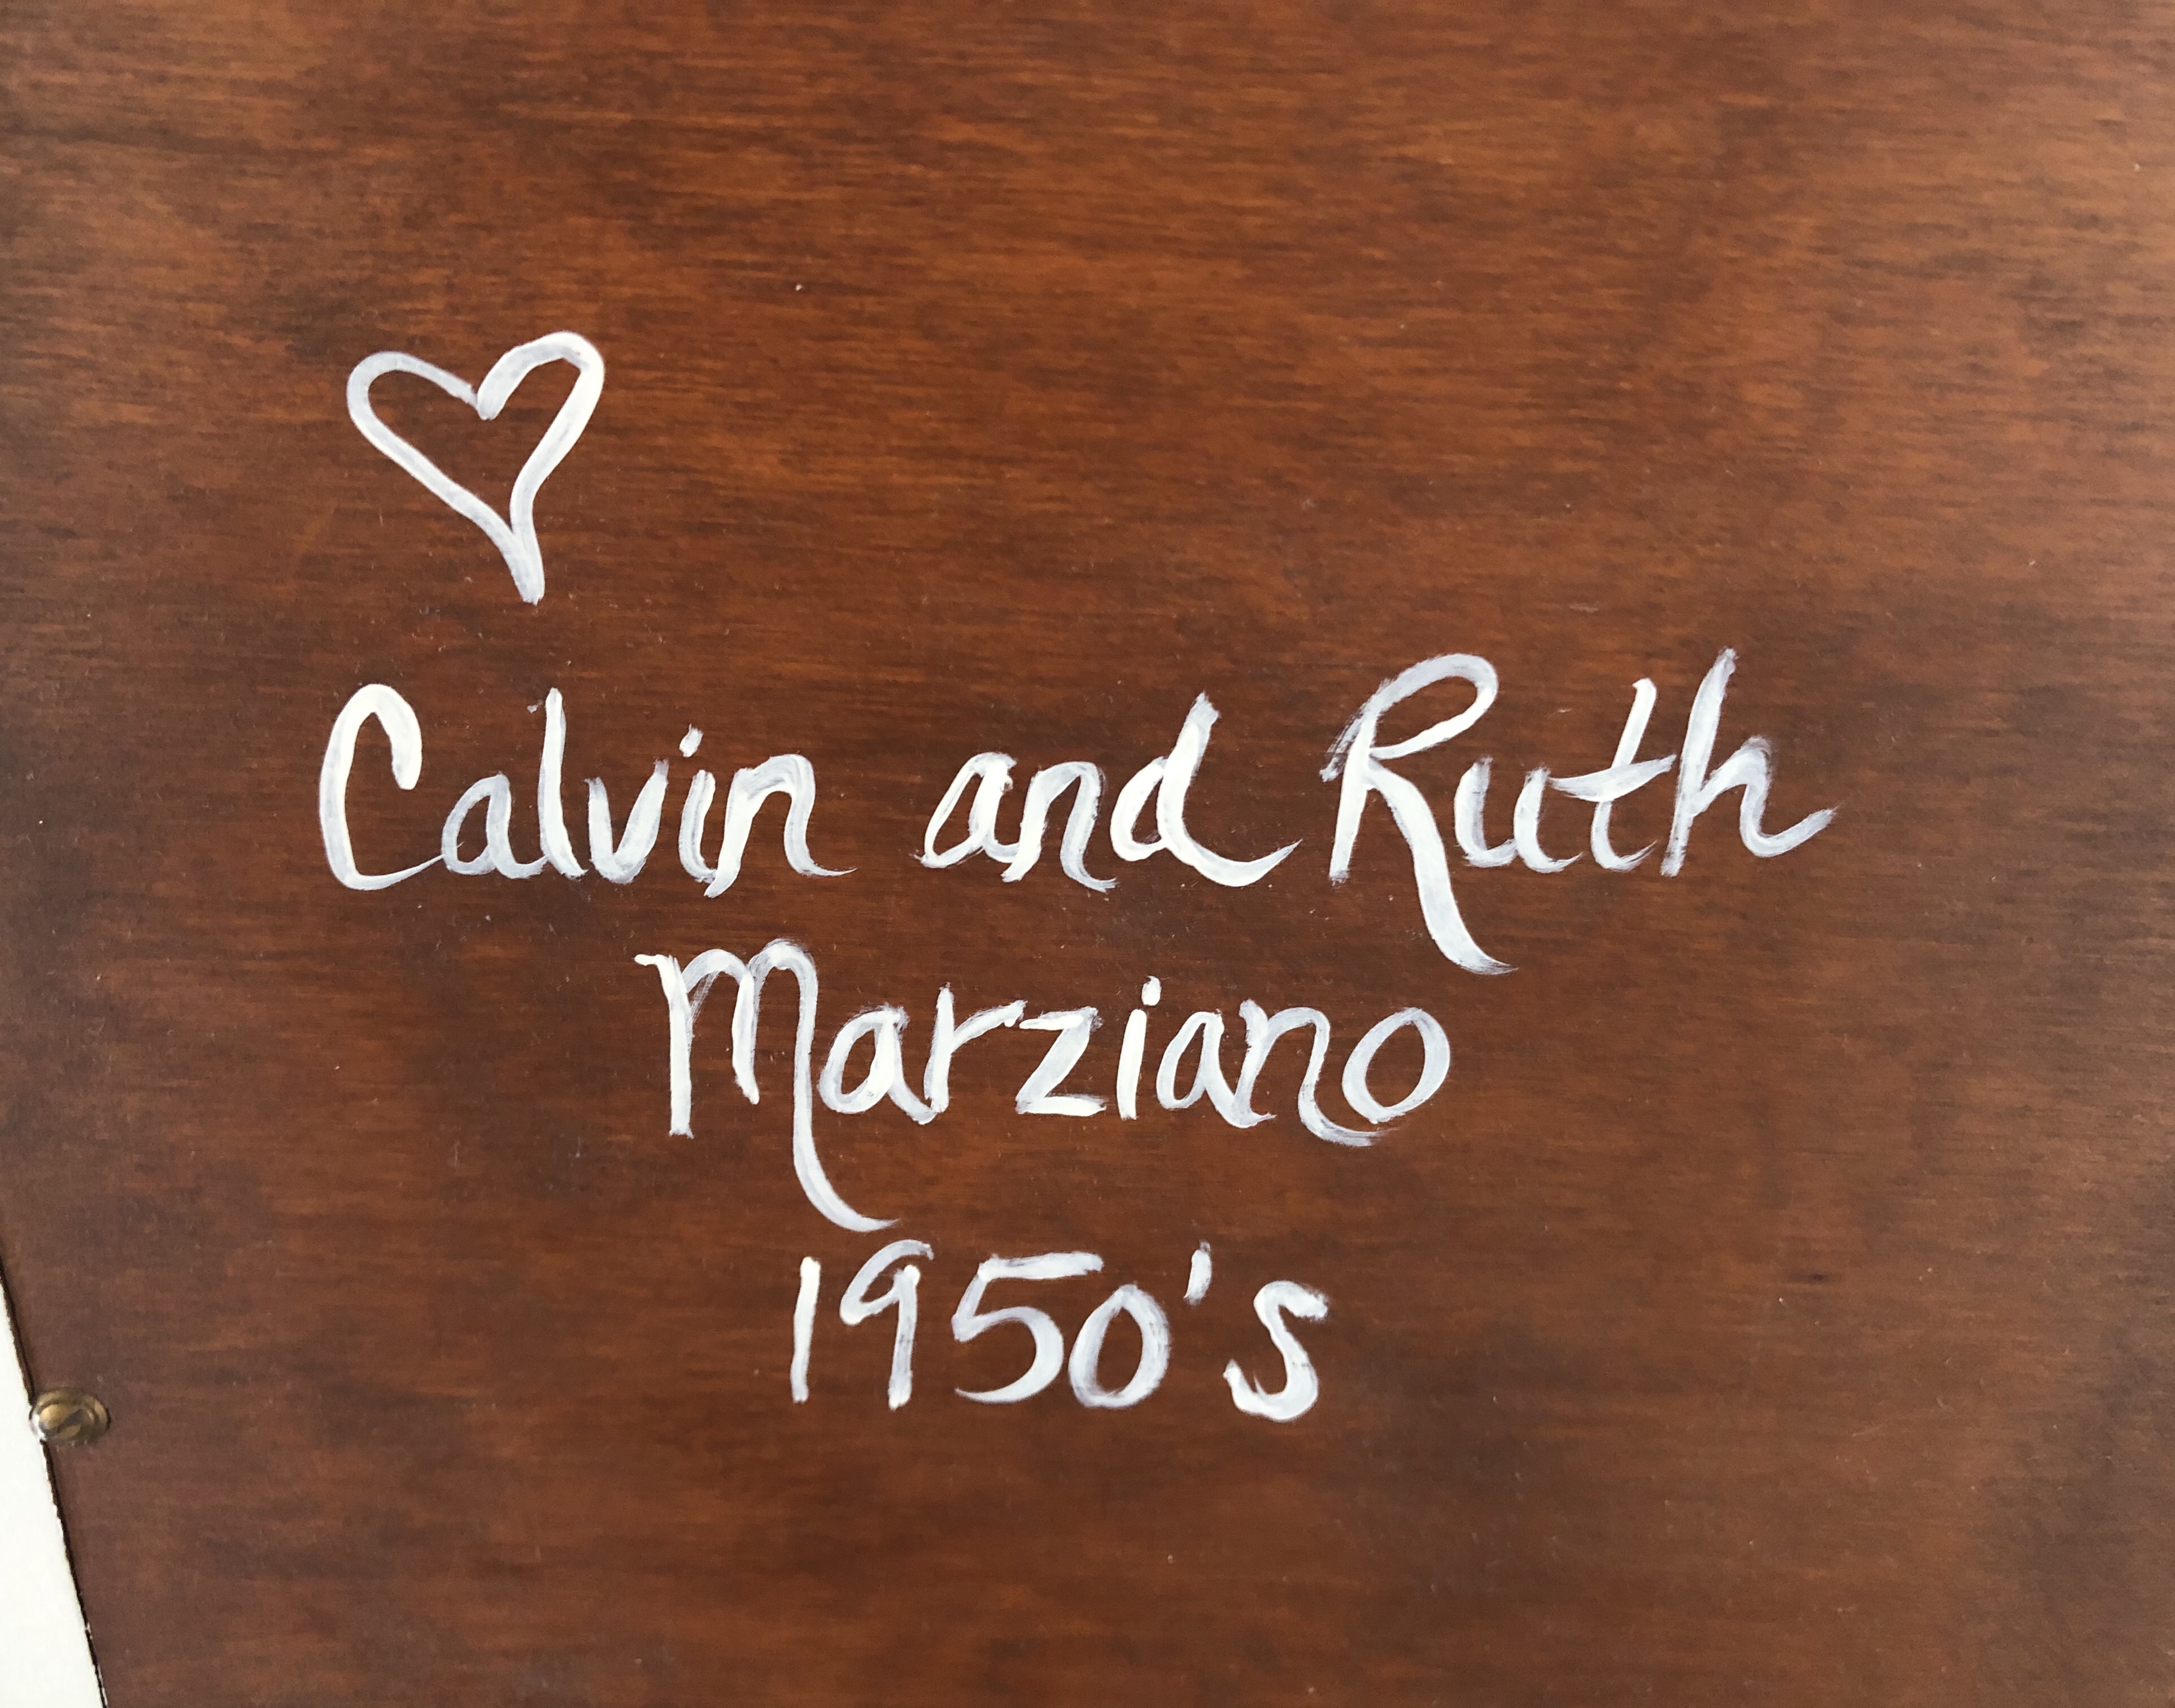 Calvin and Ruth
Marziano
1950's